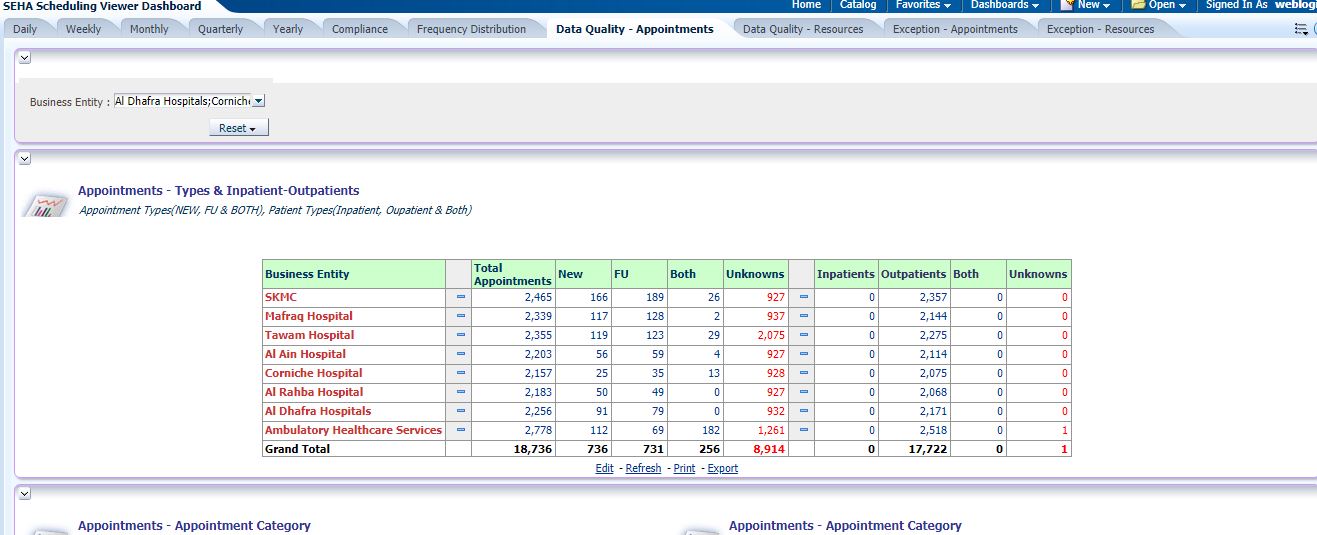 SEHA Scheduling Viewer Dashboard Home Catalog Favorites Dashboards New Open Signed In As
Daily Weekly Monthly Quarterly Yearly Compliance Frequency Distribution Data Quality - Appointments Data Quality - Resources Exception - Appointments Exception - Resources
Business Entity : Al Dhafra Hospitals;
Reset
Appointments - Types & Inpatient-Outpatients
Appointment Types(NEW, FU & BOTH), Patient Types(Inpatient, Oupatient & Both)
Business Entity Total Appointments New FU Both Unknowns Inpatients Outpatients Both Unknowns
SKMC 2,465 166 189 26 927 0 2,357 0 0
Mafraq Hospital 2,339 117 128 2 937 0 2,144 0 0
Tawam Hospital 2,355 119 123 29 2,075 0 2,275 0 0
Al Ain Hospital 2,203 56 59 4 927 0 2,114 0 0
Corniche Hospital 2,157 25 35 13 928 0 2,075 0 0
Al Rahba Hospital 2,183 50 49 0 927 0 2,068 0 0
Al Dhafra Hospitals 2,256 91 79 0 932 0 2,171 0 0
Ambulatory Healthcare Services 2,778 112 69 182 1,261 0 2,518 0 1
Grand Total 18,736 736 731 256 8,914 0 17,722 0 1
Edit - Refresh - Print - Export
Appointments - Appointment Category Appointments - Appointment Category